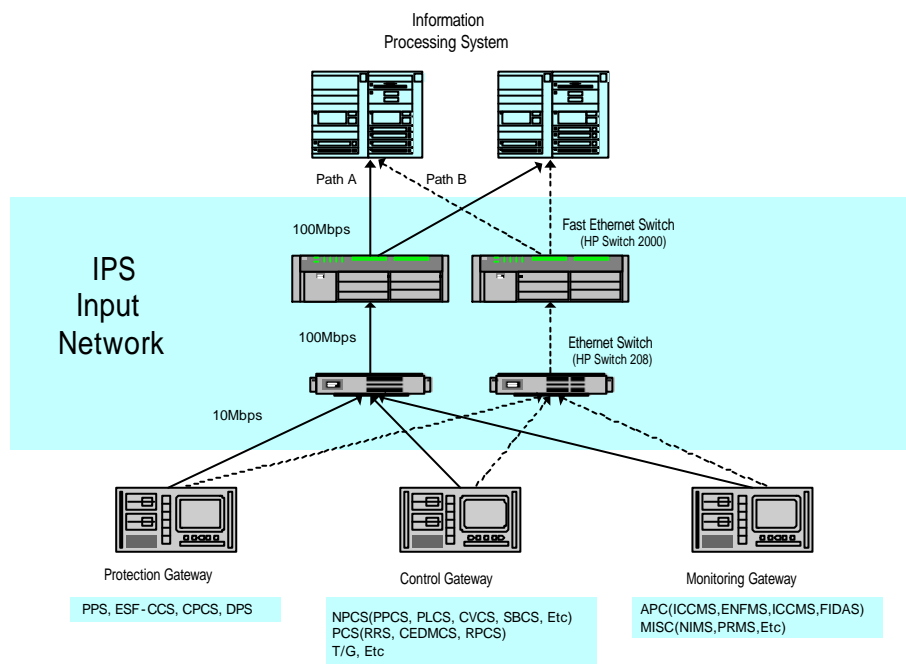 Information
Processing System
Path A
Path B
100Mbps
Fast Ethernet Switch
(HP Switch 2000)
IPS
Input
Network
100Mbps
Ethernet Switch
(HP Switch 208)
10Mbps
Protection Gateway
Control Gateway
Monitoring Gateway
PPS, ESF-CCS, CPCS, DPS
NPCS(PPCS, PLCS, CVCS, SBCS, Etc)
PCS(RRS, CEDMCS, RPCS)
T/G, Etc
APC(ICCMS,ENFMS,ICCMS,FIDAS)
MISC(NIMS,PRMS,Etc)